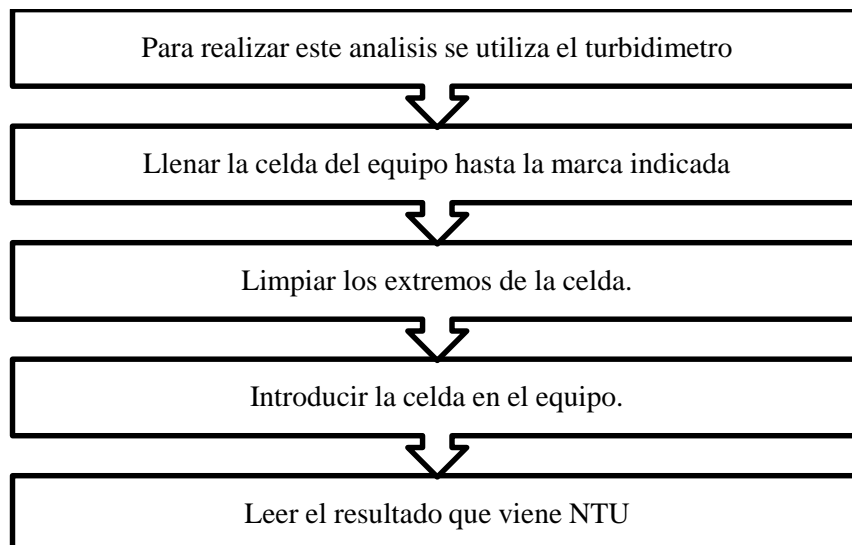 Para realizar este analisis se utiliza el turbidimetro
Llenar la celda del equipo hasta la marca indicada
Limpiar los extremos de la celda.
Introducir la celda en el equipo.
Leer el resultado que viene NTU